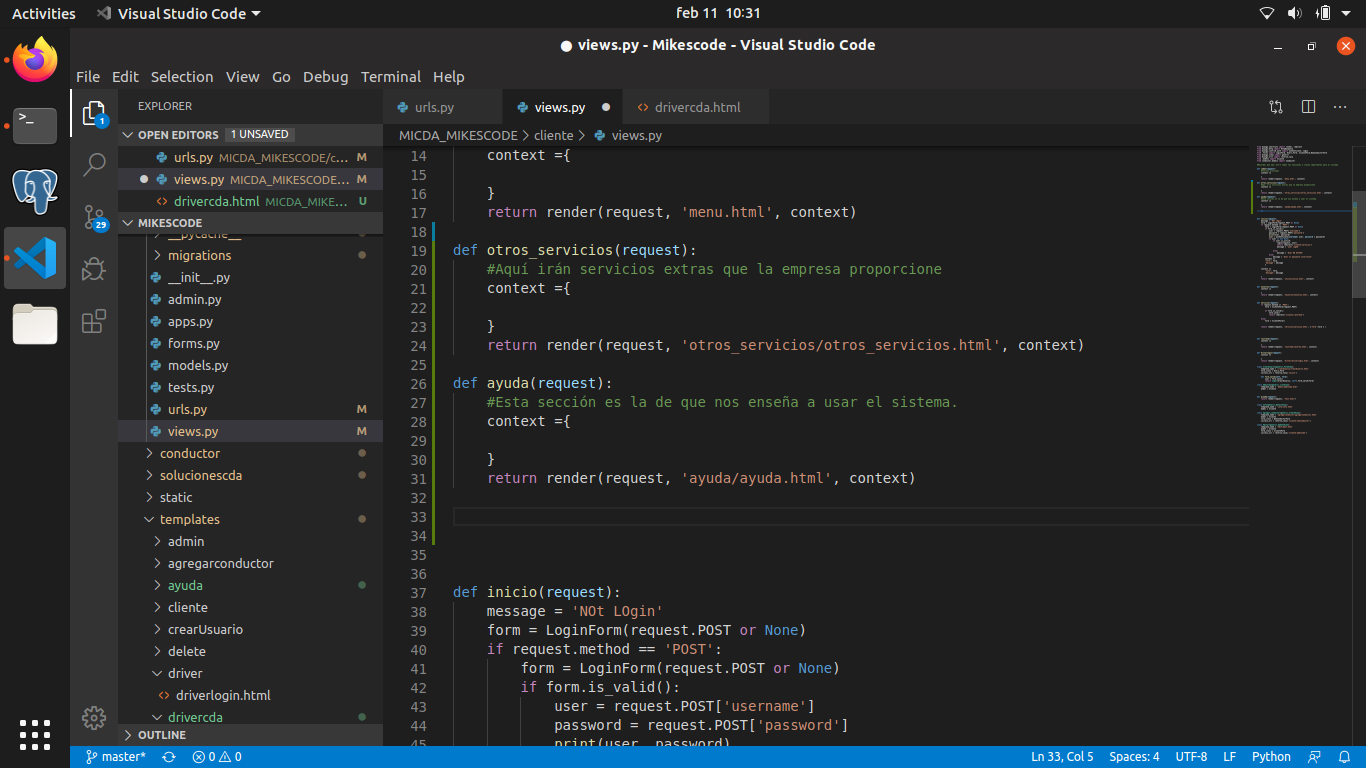 Activities
Visual Studio Code
feb 11 10:31
views.py - Mikescode - Visual Studio Code
File Edit Selection View Go Debug Terminal Help
1
29
EXPLORER
OPEN EDITORS 1 UNSAVED
urls.py MICDA_MIKESCODE/c... M
views.py MICDA_MIKESCODE... M
drivercda.html MICDA_MIKE... U
MIKESCODE
__pycache__
migrations
__init__.py
admin.py
apps.py
forms.py
models.py
tests.py
urls.py M
views.py M
conductor
solucionescda
static
templates
admin
agregarconductor
ayuda
cliente
crearUsuario
delete
driver
driverlogin.html
drivercda
OUTLINE
urls.py
views.py
drivercda.html
MICDA_MIKESCODE > cliente > views.py
14 context ={
15
16 }
17 return render(request, 'menu.html', context)
18
19 def otros_servicios(request):
20 #Aquí irán servicios extras que la empresa proporcione
21 context ={
22
23 }
24 return render(request, 'otros_servicios/otros_servicios.html', context)
25
26 def ayuda(request):
27 #Esta sección es la de que nos enseña a usar el sistema.
28 context ={
29
30 }
31 return render(request, 'ayuda/ayuda.html', context)
32
33
34
35
36
37 def inicio(request):
38 message = 'NOt LOgin'
39 form = LoginForm(request.POST or None)
40 if request.method == 'POST':
41 form = LoginForm(request.POST or None)
42 if form.is_valid():
43 user = request.POST['username']
44 password = request.POST['password']
45 print(user, password)
master* 0 0 Ln 33, Col 5 Spaces: 4 UTF-8 LF Python